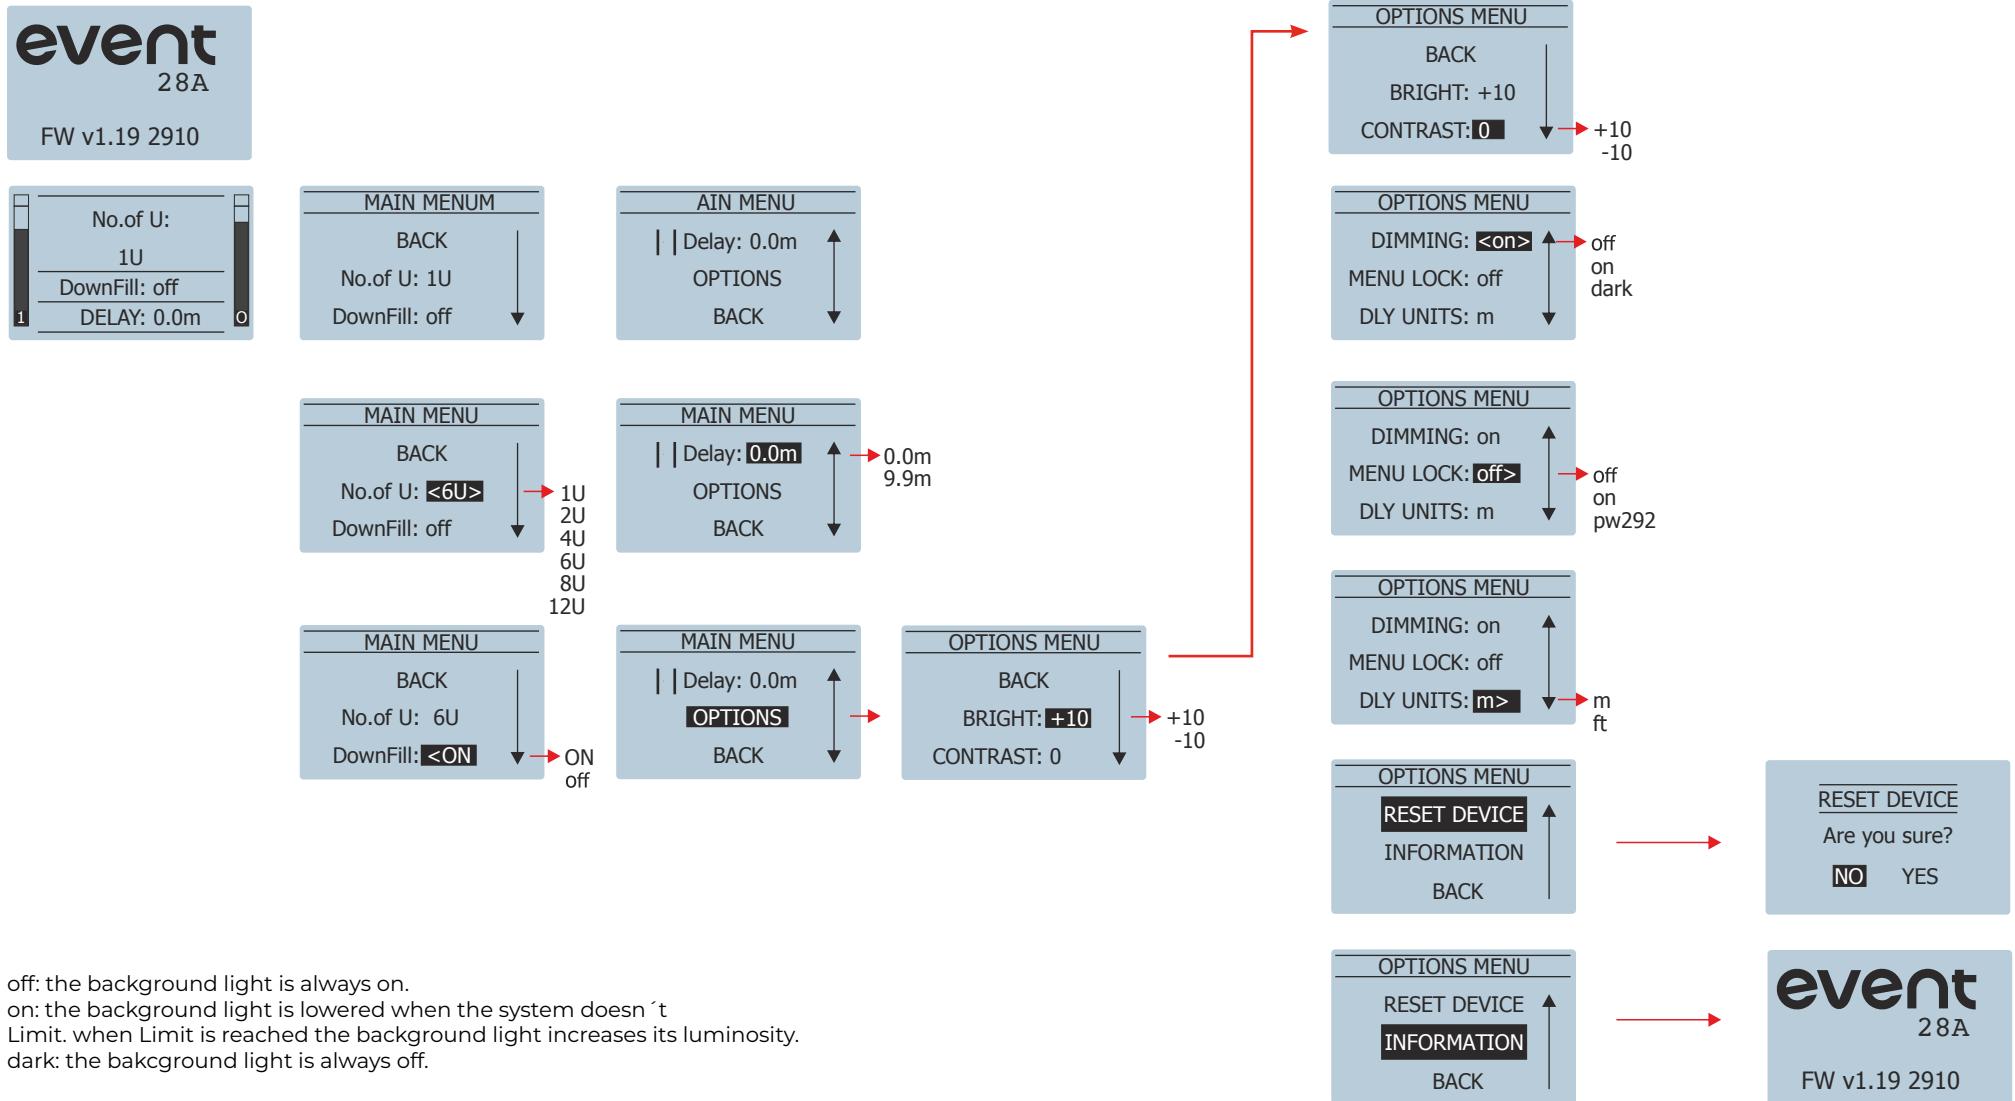 event
28A
FW v1.19 2910
No.of U:
1U
DownFill: off
DELAY: 0.0m
1
O
MAIN MENUM
BACK
No.of U: 1U
DownFill: off
AIN MENU
| | Delay: 0.0m
OPTIONS
BACK
MAIN MENU
BACK
No.of U: <6U>
DownFill: off
1U
2U
4U
6U
8U
12U
MAIN MENU
| | Delay: 0.0m
OPTIONS
BACK
0.0m
9.9m
MAIN MENU
BACK
No.of U: 6U
DownFill: <ON
ON
off
MAIN MENU
| | Delay: 0.0m
OPTIONS
BACK
OPTIONS MENU
BACK
BRIGHT: +10
CONTRAST: 0
+10
-10
OPTIONS MENU
BACK
BRIGHT: +10
CONTRAST: 0
+10
-10
OPTIONS MENU
DIMMING: <on>
MENU LOCK: off
DLY UNITS: m
off
on
dark
OPTIONS MENU
DIMMING: on
MENU LOCK: off>
DLY UNITS: m
off
on
pw292
OPTIONS MENU
DIMMING: on
MENU LOCK: off
DLY UNITS: m>
m
ft
OPTIONS MENU
RESET DEVICE
INFORMATION
BACK
RESET DEVICE
Are you sure?
NO YES
OPTIONS MENU
RESET DEVICE
INFORMATION
BACK
event
28A
FW v1.19 2910
off: the background light is always on.
on: the background light is lowered when the system doesn´t
Limit. when Limit is reached the background light increases its luminosity.
dark: the bakcground light is always off.